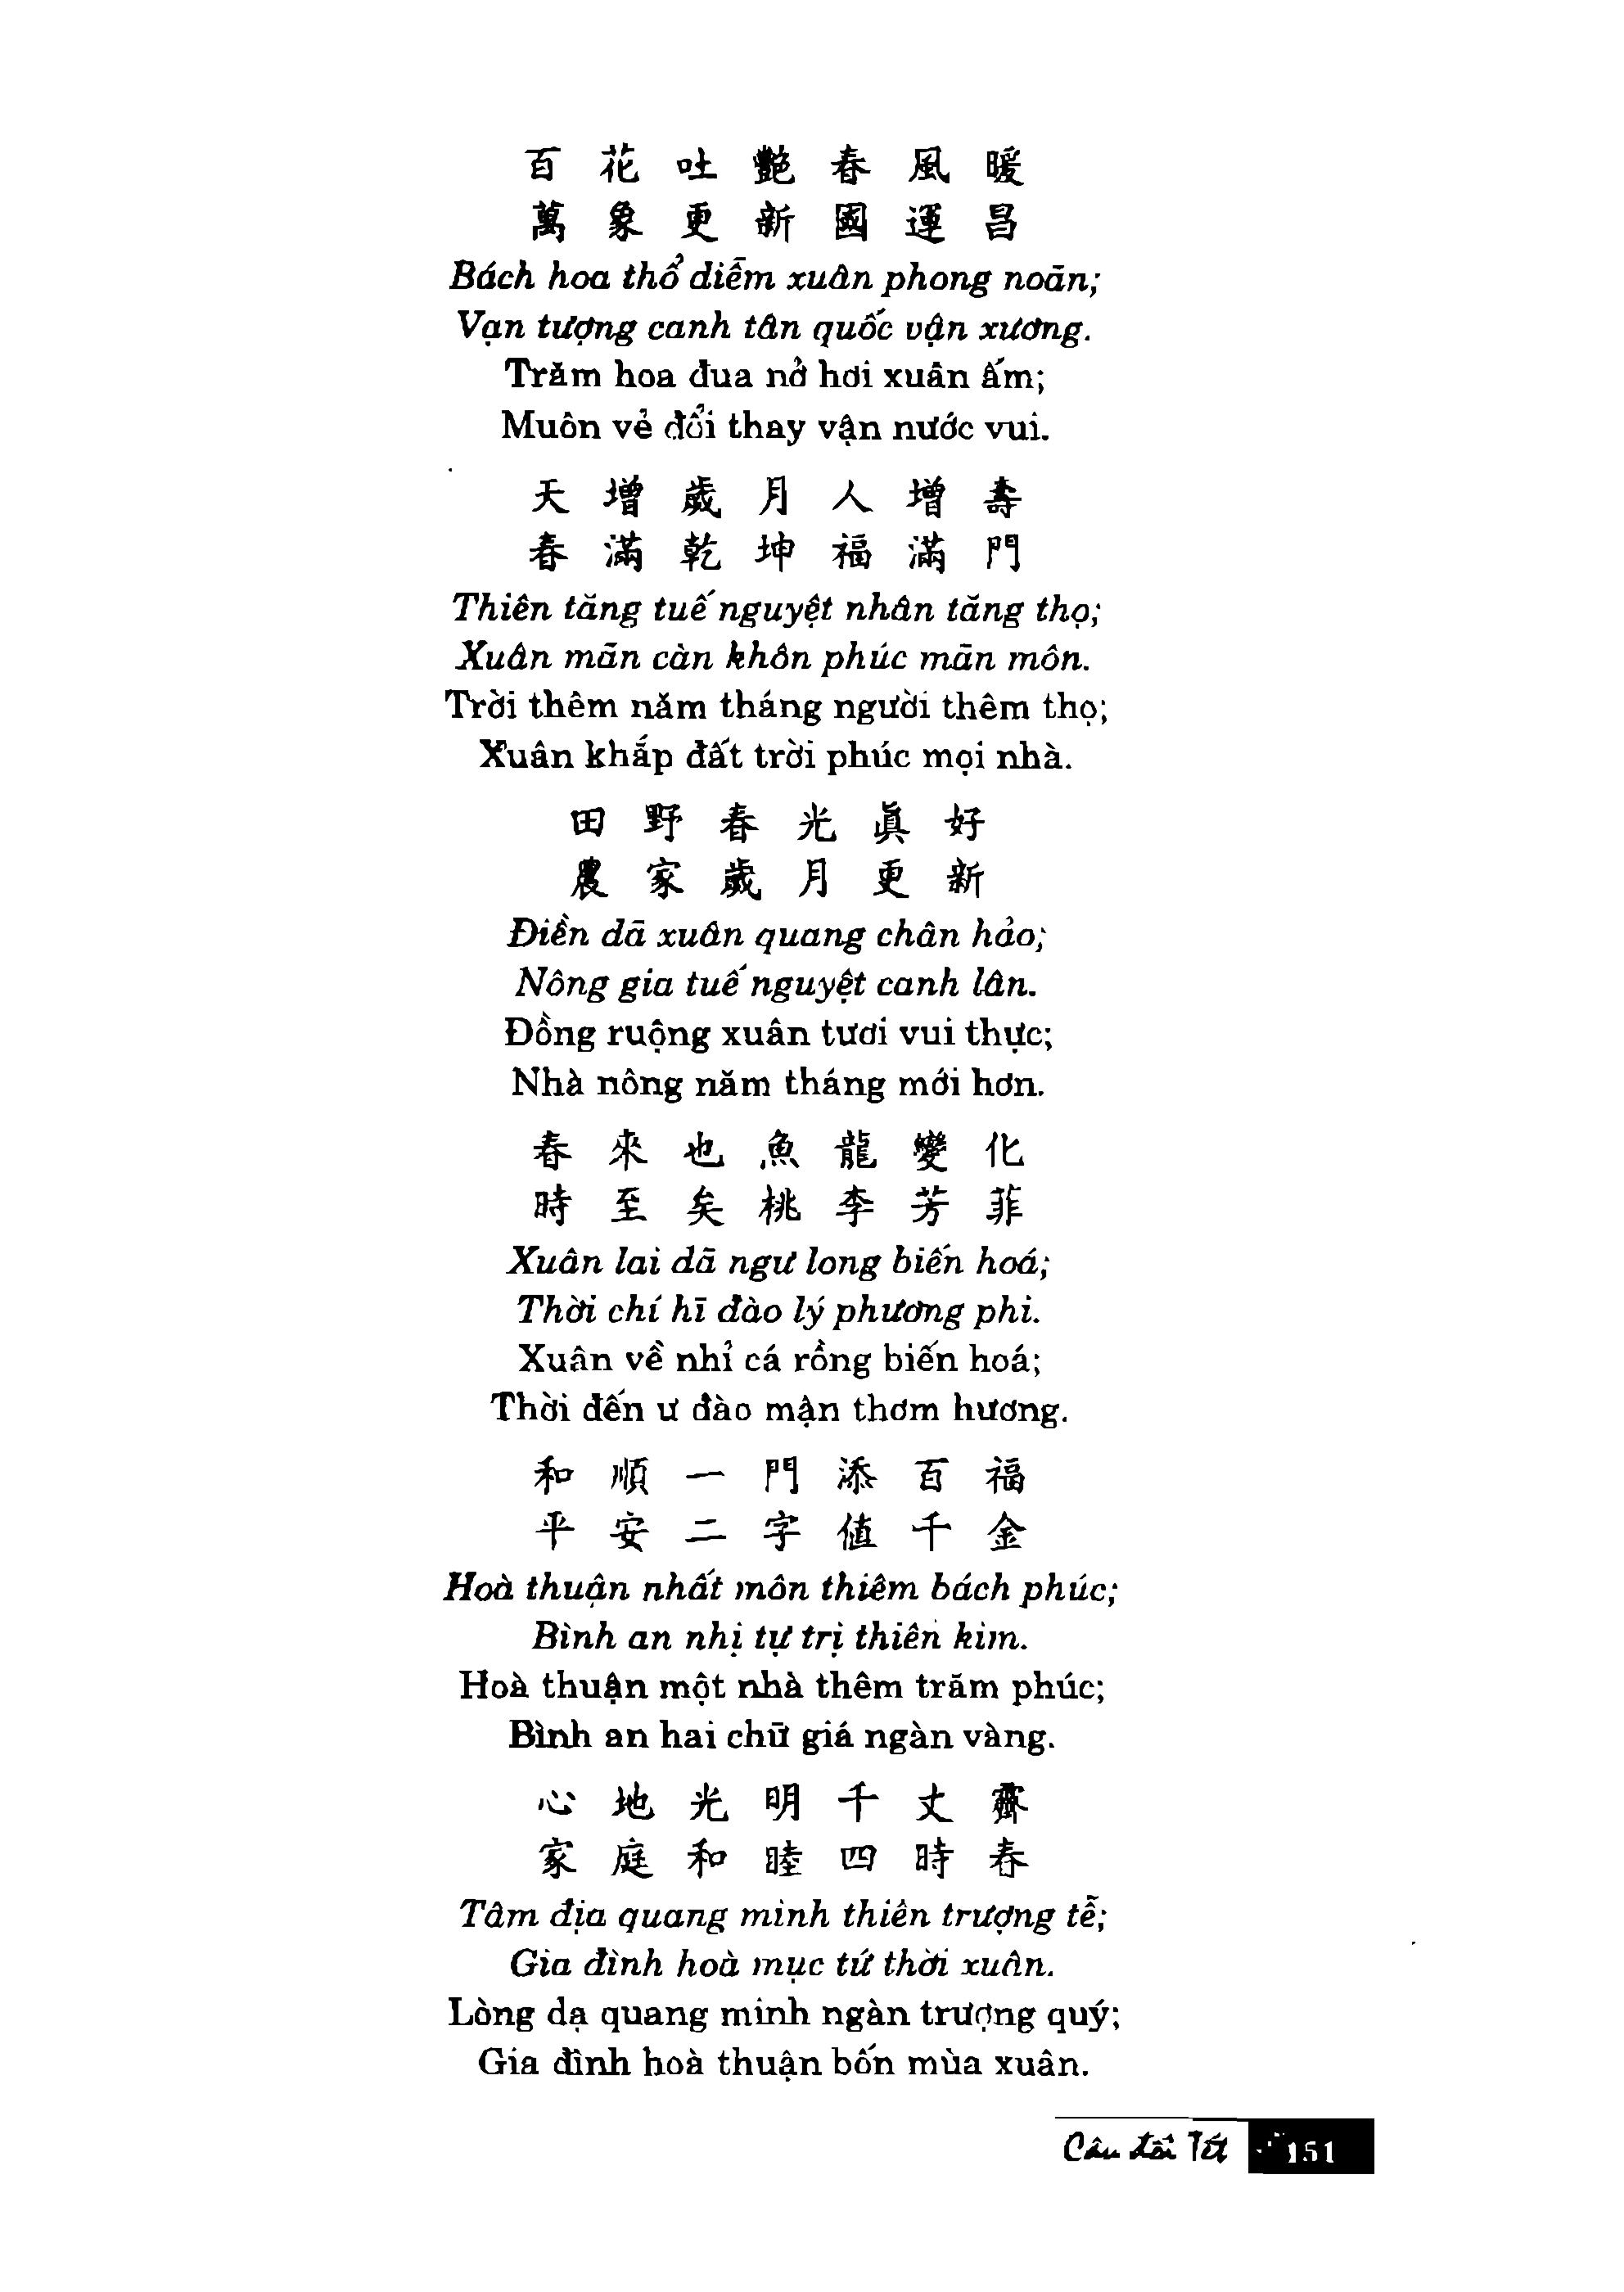 百花吐艷春風暖
萬象更新國運昌
Bách hoa thổ diễm xuân phong noãn;
Vạn tượng canh tân quốc vận xương.
Trăm hoa đua nở hơi xuân ấm;
Muôn vẻ đổi thay vận nước vui.
天增歲月人增壽
春滿乾坤福滿門
Thiên tăng tuế nguyệt nhân tăng thọ;
Xuân mãn càn khôn phúc mãn môn.
Trời thêm năm tháng người thêm thọ;
Xuân khắp đất trời phúc mọi nhà.
田野春光眞好
農家歲月更新
Điền dã xuân quang chân hảo;
Nông gia tuế nguyệt canh lân.
Đồng ruộng xuân tươi vui thực;
Nhà nông năm tháng mới hơn.
春來也魚龍變化
時至矣桃李芳菲
Xuân lai dã ngư long biến hoá;
Thời chí hĩ đào lý phương phi.
Xuân về nhỉ cá rồng biến hoá;
Thời đến ư đào mận thơm hương.
和順一門添百福
平安二字値千金
Hoà thuận nhất môn thiêm bách phúc;
Bình an nhị tự trị thiên kim.
Hoà thuận một nhà thêm trăm phúc;
Bình an hai chữ giá ngàn vàng.
心地光明千丈霽
家庭和睦四時春
Tâm địa quang minh thiên trượng tễ;
Gia đình hoà mục tứ thời xuân.
Lòng dạ quang minh ngàn trượng quý;
Gia đình hoà thuận bốn mùa xuân.
Câu đối Tết 151